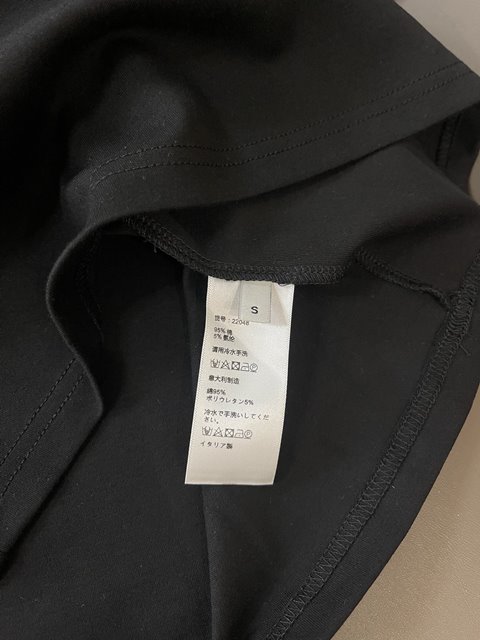 S
货号:22048
95% 棉
5% 氨纶
请用冷水手洗
意大利制造
綿95%
ポリウレタン5%
冷水で手洗いしてくだ
さい。
イタリア製